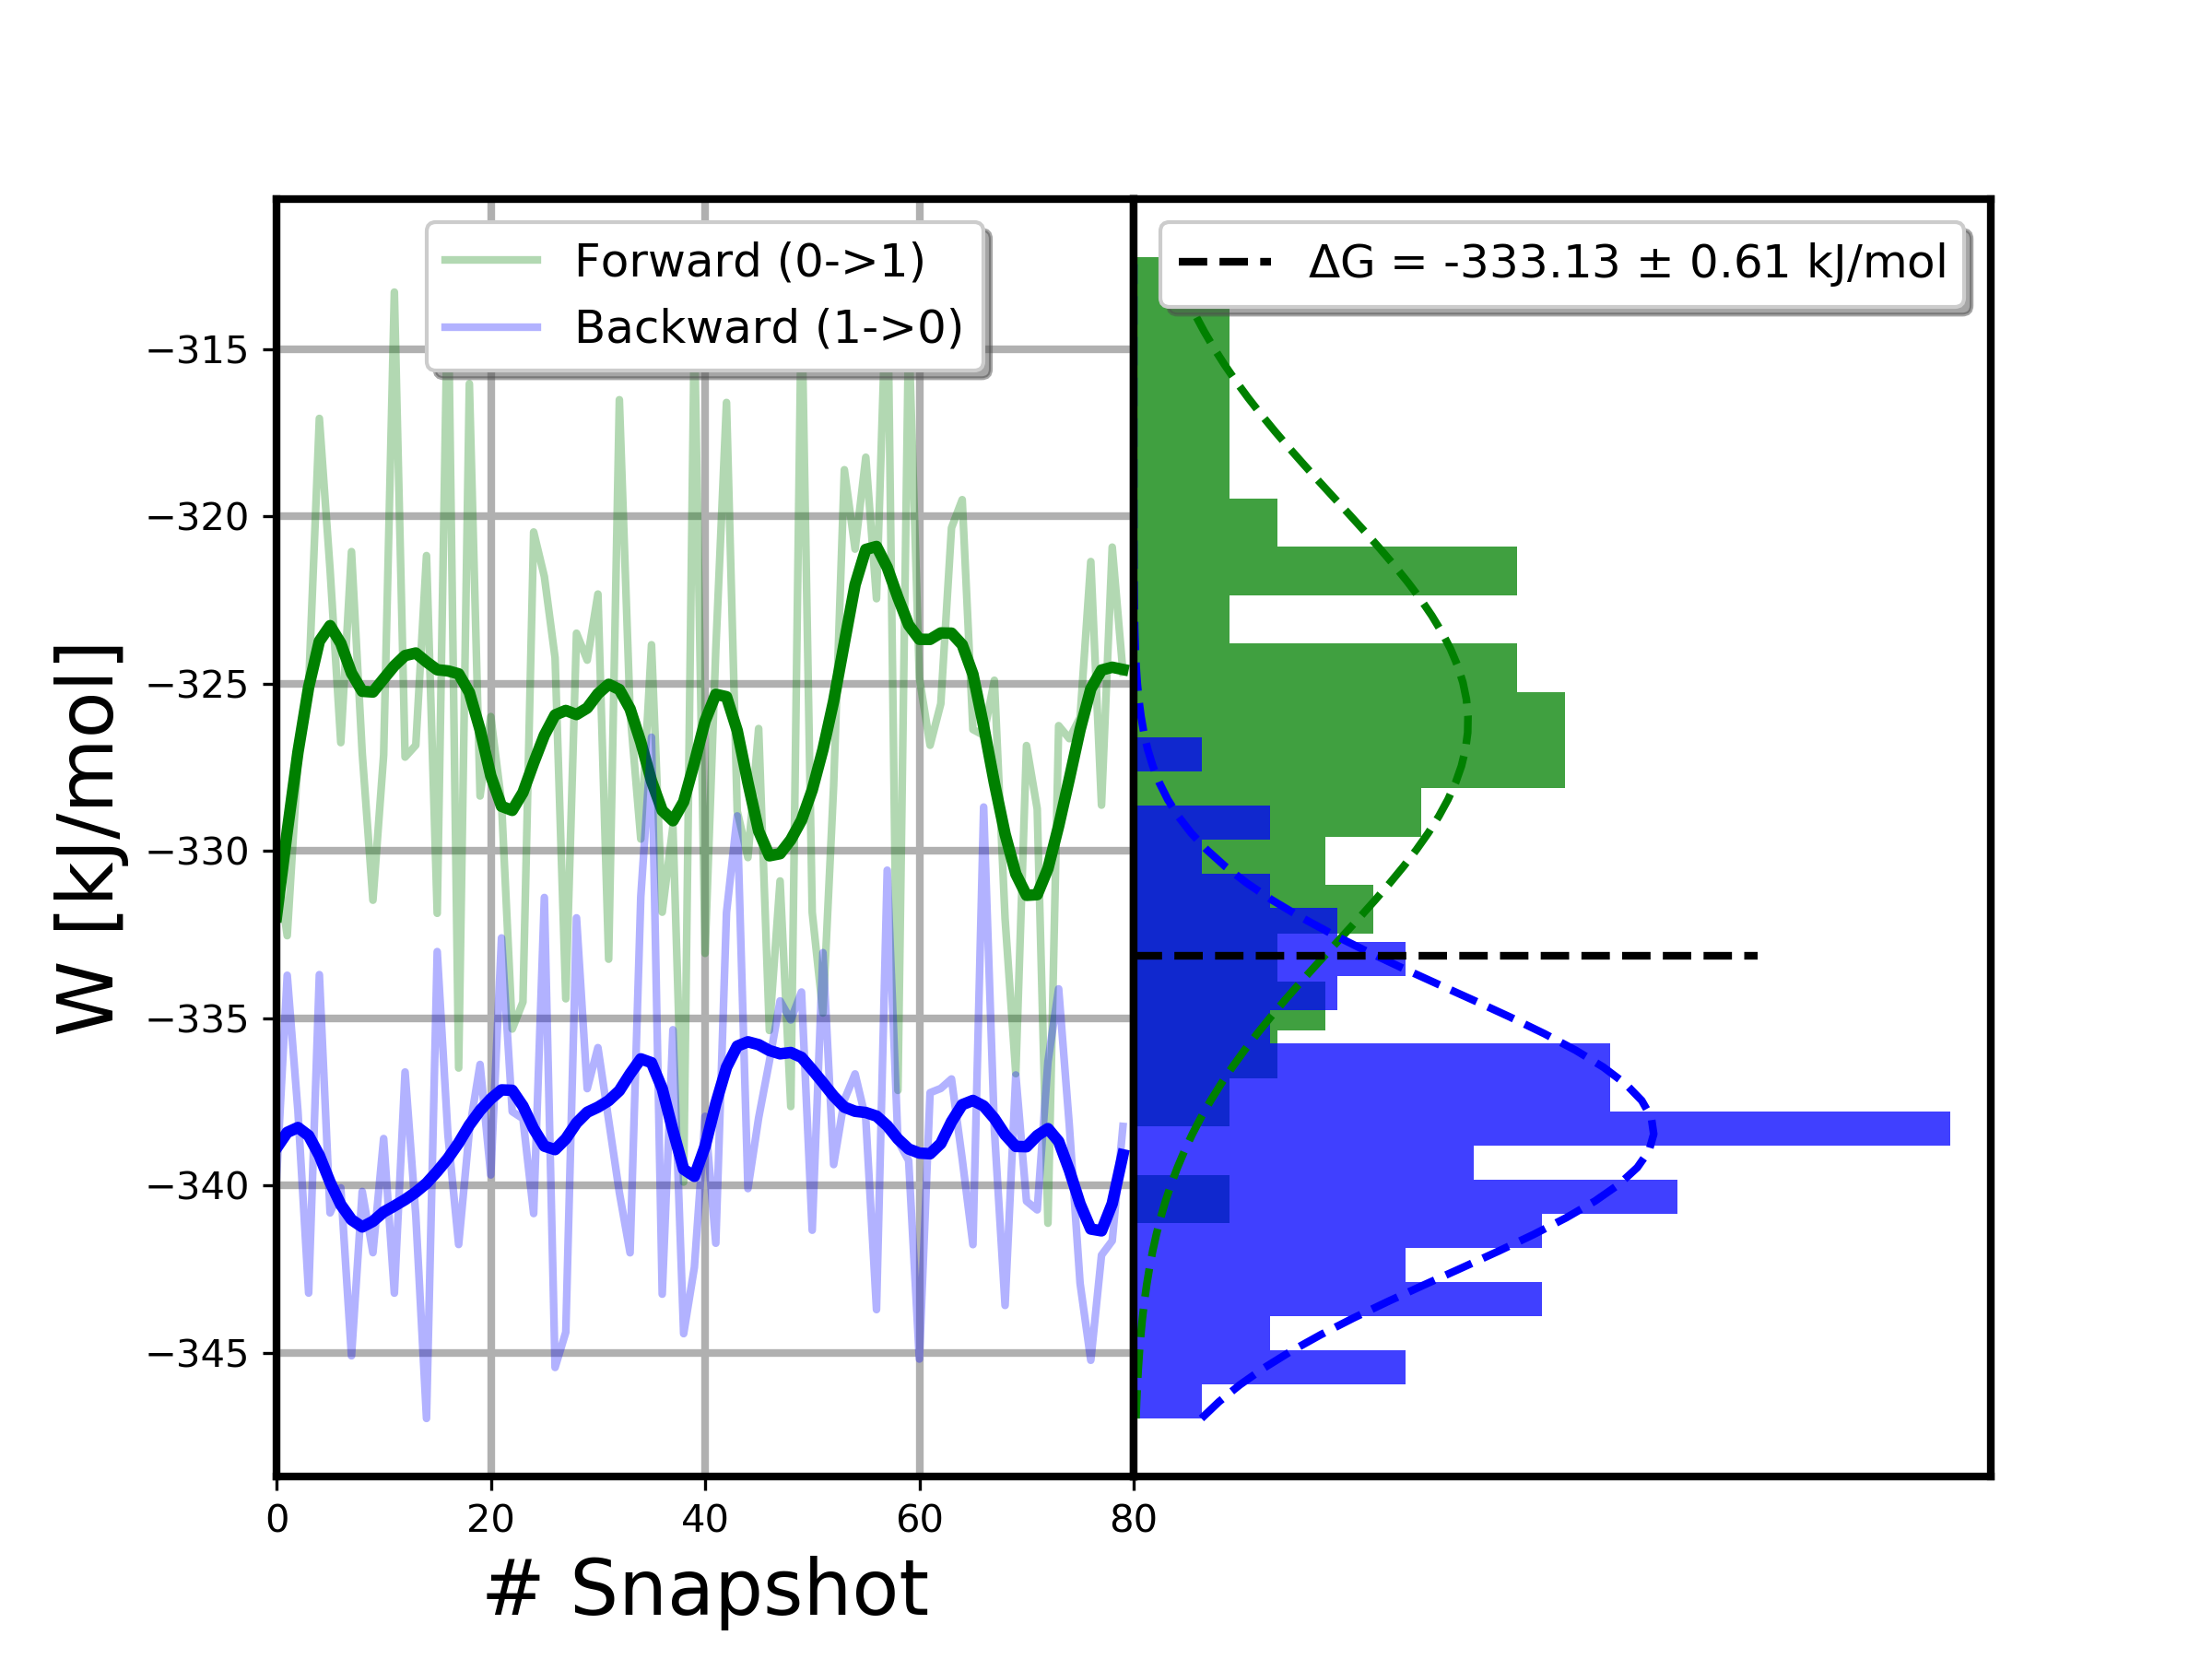 Forward (0->1)
Backward (1->0)
ΔG = -333.13 ± 0.61 kJ/mol
W [kJ/mol]
−315
−320
−325
−330
−335
−340
−345
0 20 40 60 80
# Snapshot